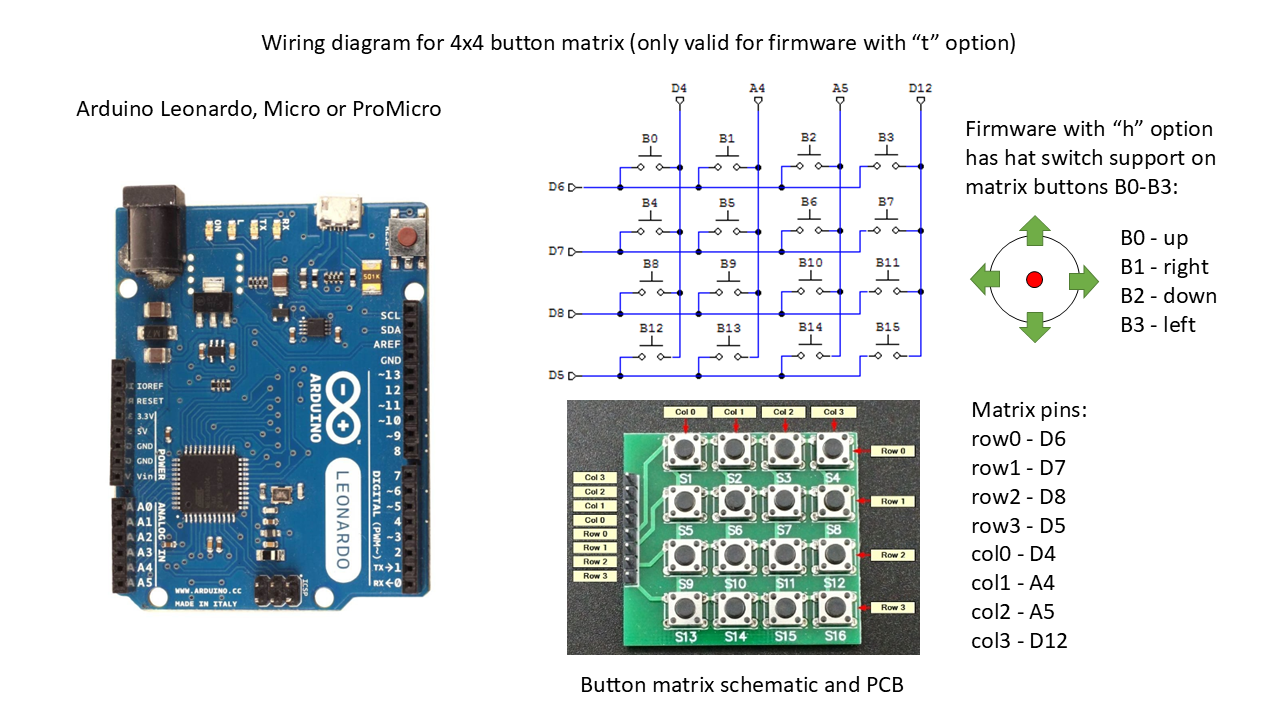 Wiring diagram for 4x4 button matrix (only valid for firmware with “t” option)
Arduino Leonardo, Micro or ProMicro
ON
L
TX
RX
RESET
SCL
SDA
AREF
GND
~13
12
~11
~10
~9
8
7
~6
~5
4
~3
2
TX→1
RX←0
DIGITAL (PWM~)
ARDUINO
LEONARDO
IOREF
RESET
3.3V
5V
GND
GND
Vin
POWER
A0
A1
A2
A3
A4
A5
ANALOG IN
ICSP
WWW.ARDUINO.CC
MADE IN ITALY
D4 A4 A5 D12
B0 B1 B2 B3
D6
B4 B5 B6 B7
D7
B8 B9 B10 B11
D8
B12 B13 B14 B15
D5
Firmware with “h” option
has hat switch support on
matrix buttons B0-B3:
B0 - up
B1 - right
B2 - down
B3 - left
Col 0 Col 1 Col 2 Col 3
Row 0
Row 1
Row 2
Row 3
Col 3
Col 2
Col 1
Col 0
Row 0
Row 1
Row 2
Row 3
S1 S2 S3 S4
S5 S6 S7 S8
S9 S10 S11 S12
S13 S14 S15 S16
Button matrix schematic and PCB
Matrix pins:
row0 - D6
row1 - D7
row2 - D8
row3 - D5
col0 - D4
col1 - A4
col2 - A5
col3 - D12